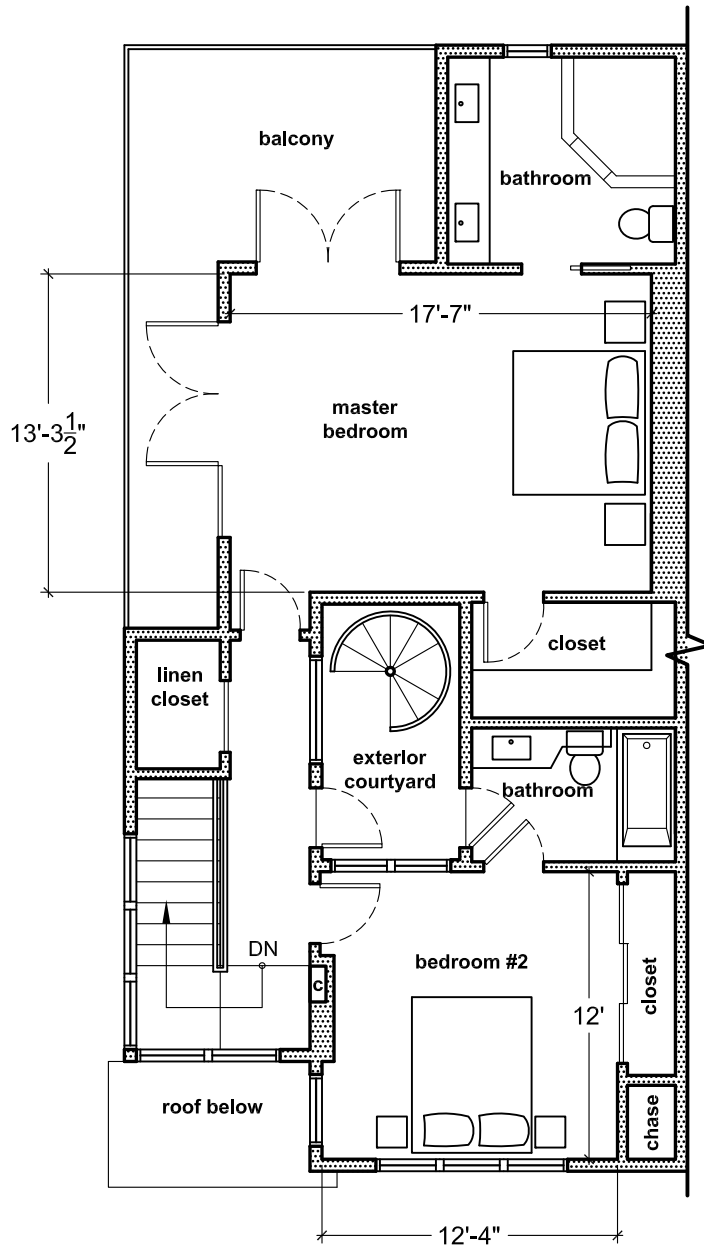 balcony
bathroom
17'-7"
master
bedroom
13'-3 1/2"
closet
linen
closet
exterior
courtyard
bathroom
DN
bedroom #2
c
12'
closet
roof below
chase
12'-4"